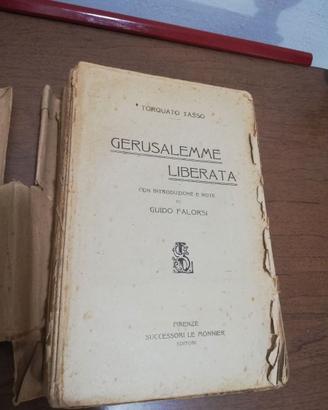 TORQUATO TASSO
GERUSALEMME
LIBERATA
CON INTRODUZIONE E NOTE
DI
GUIDO FALORSI
FIRENZE
SUCCESSORI LE MONNIER
EDITORI